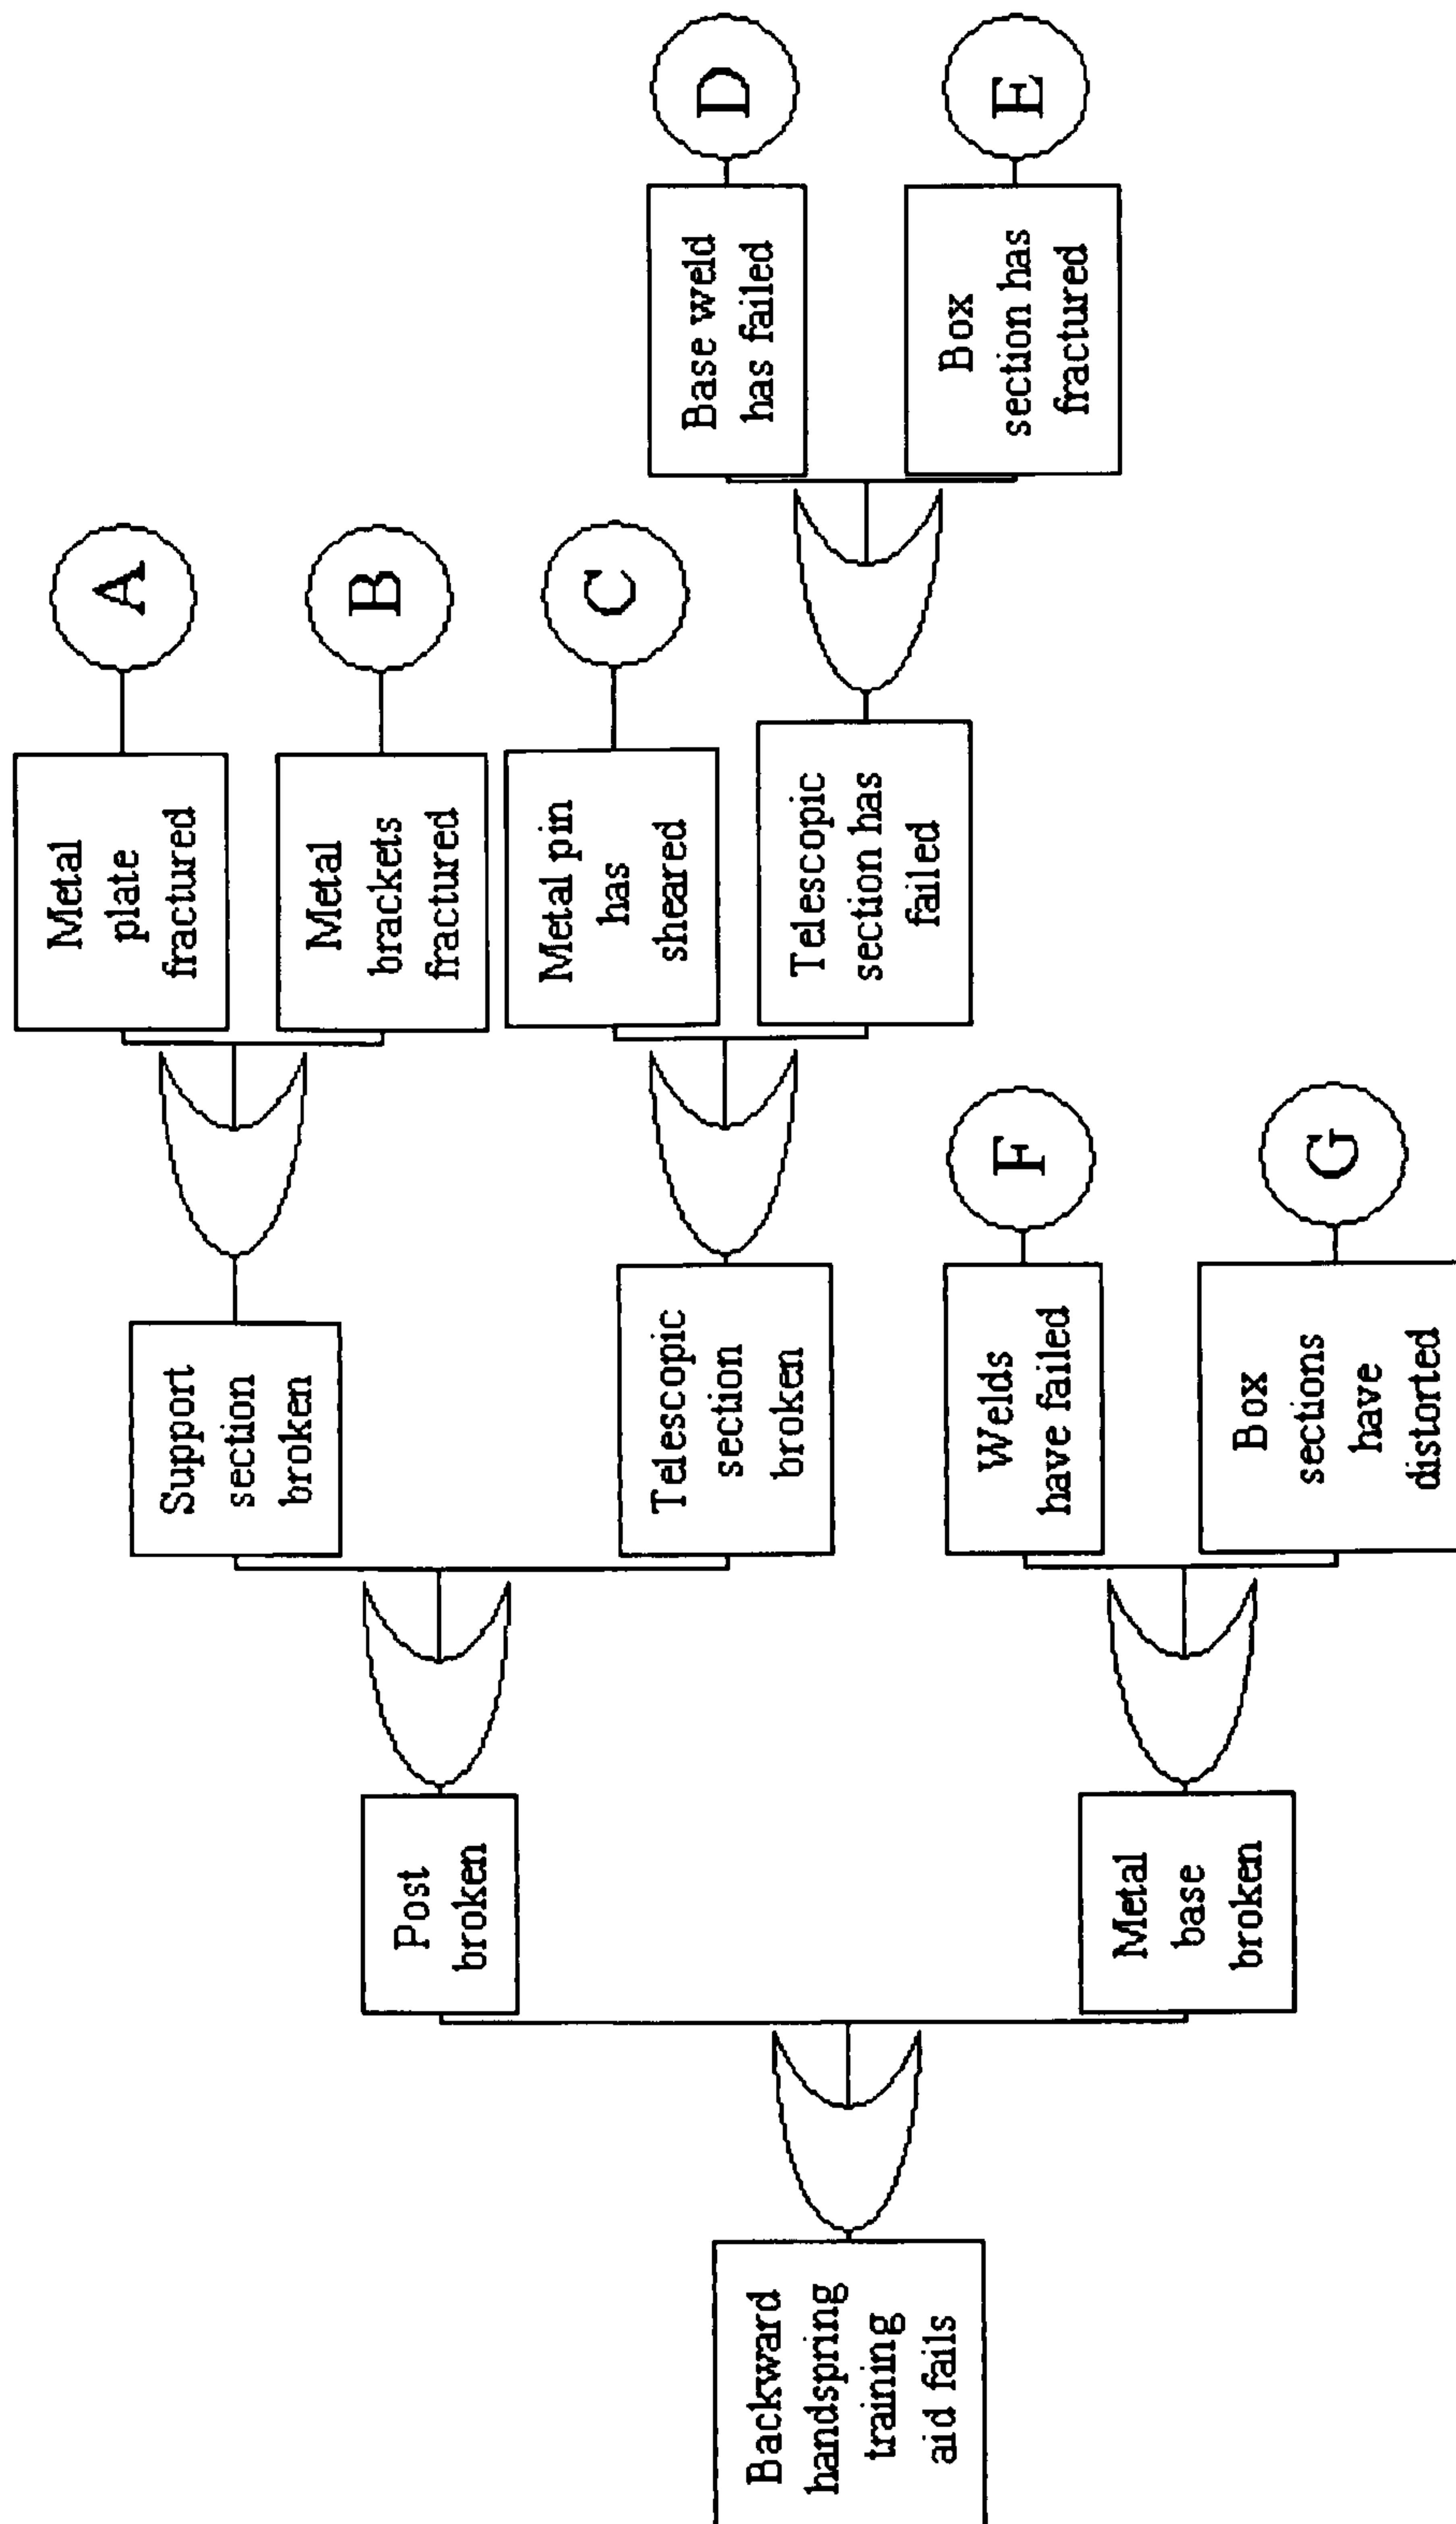 Backward
handspring
training
aid fails
Post
broken
Metal
base
broken
Support
section
broken
Telescopic
section
broken
Welds
have failed
Box
sections
have
distorted
Metal
plate
fractured
A
Metal
brackets
fractured
B
Metal pin
has
sheared
C
Telescopic
section has
failed
F
G
Base weld
has failed
D
Box
section has
fractured
E